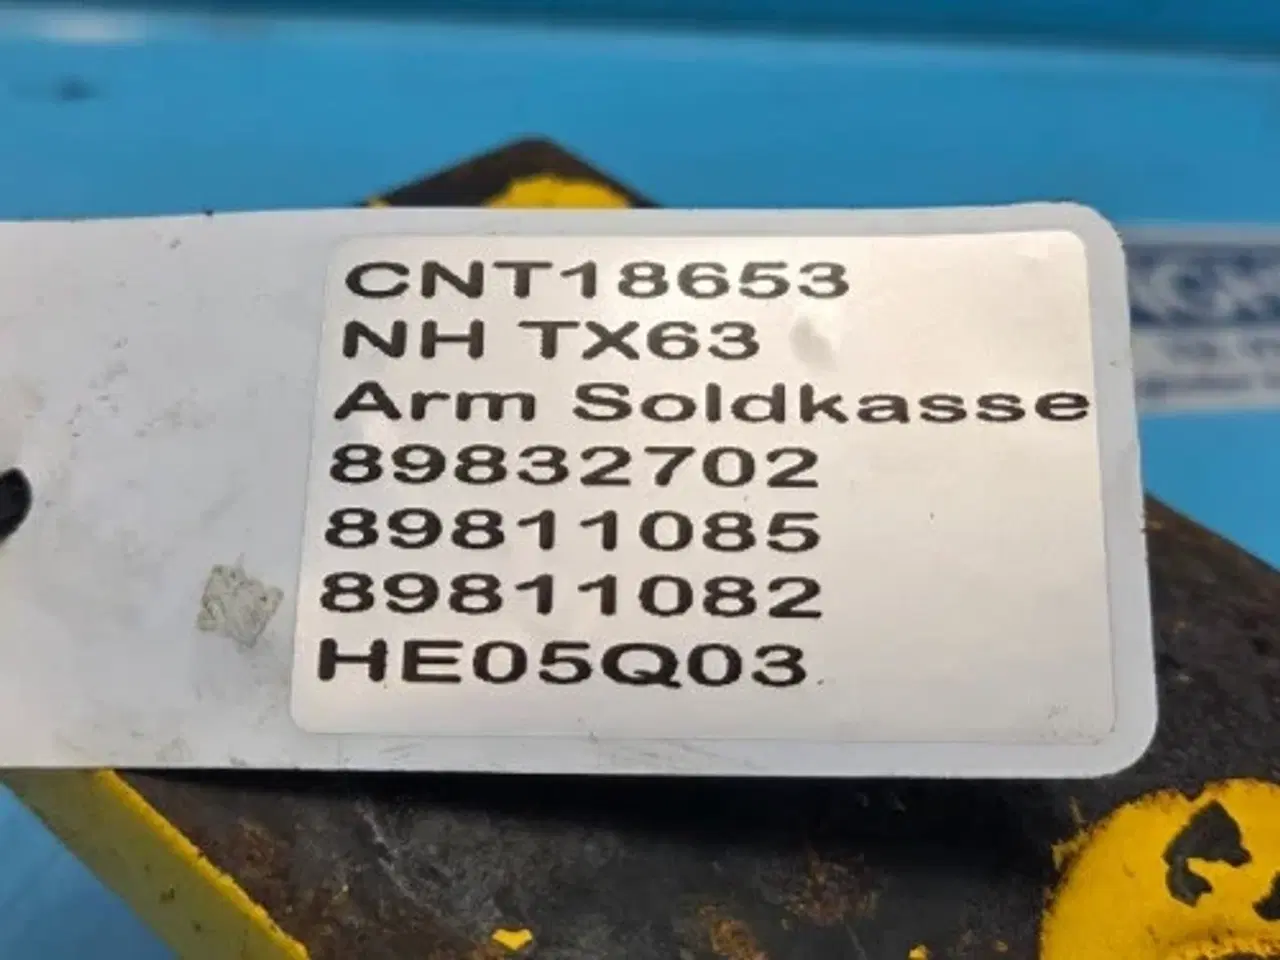 CNT18653
NH TX63
Arm Soldkasse
89832702
89811085
89811082
HE05Q03